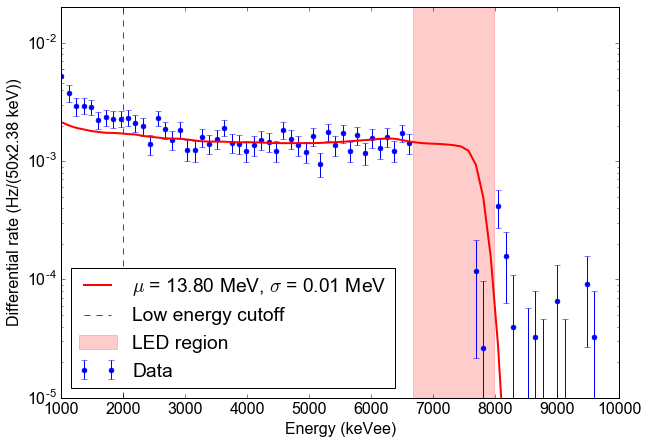 10⁻²
10⁻³
10⁻⁴
10⁻⁵
Differential rate (Hz/(50x2.38 keV))
μ = 13.80 MeV, σ = 0.01 MeV
Low energy cutoff
LED region
Data
1000 2000 3000 4000 5000 6000 7000 8000 9000 10000
Energy (keVee)